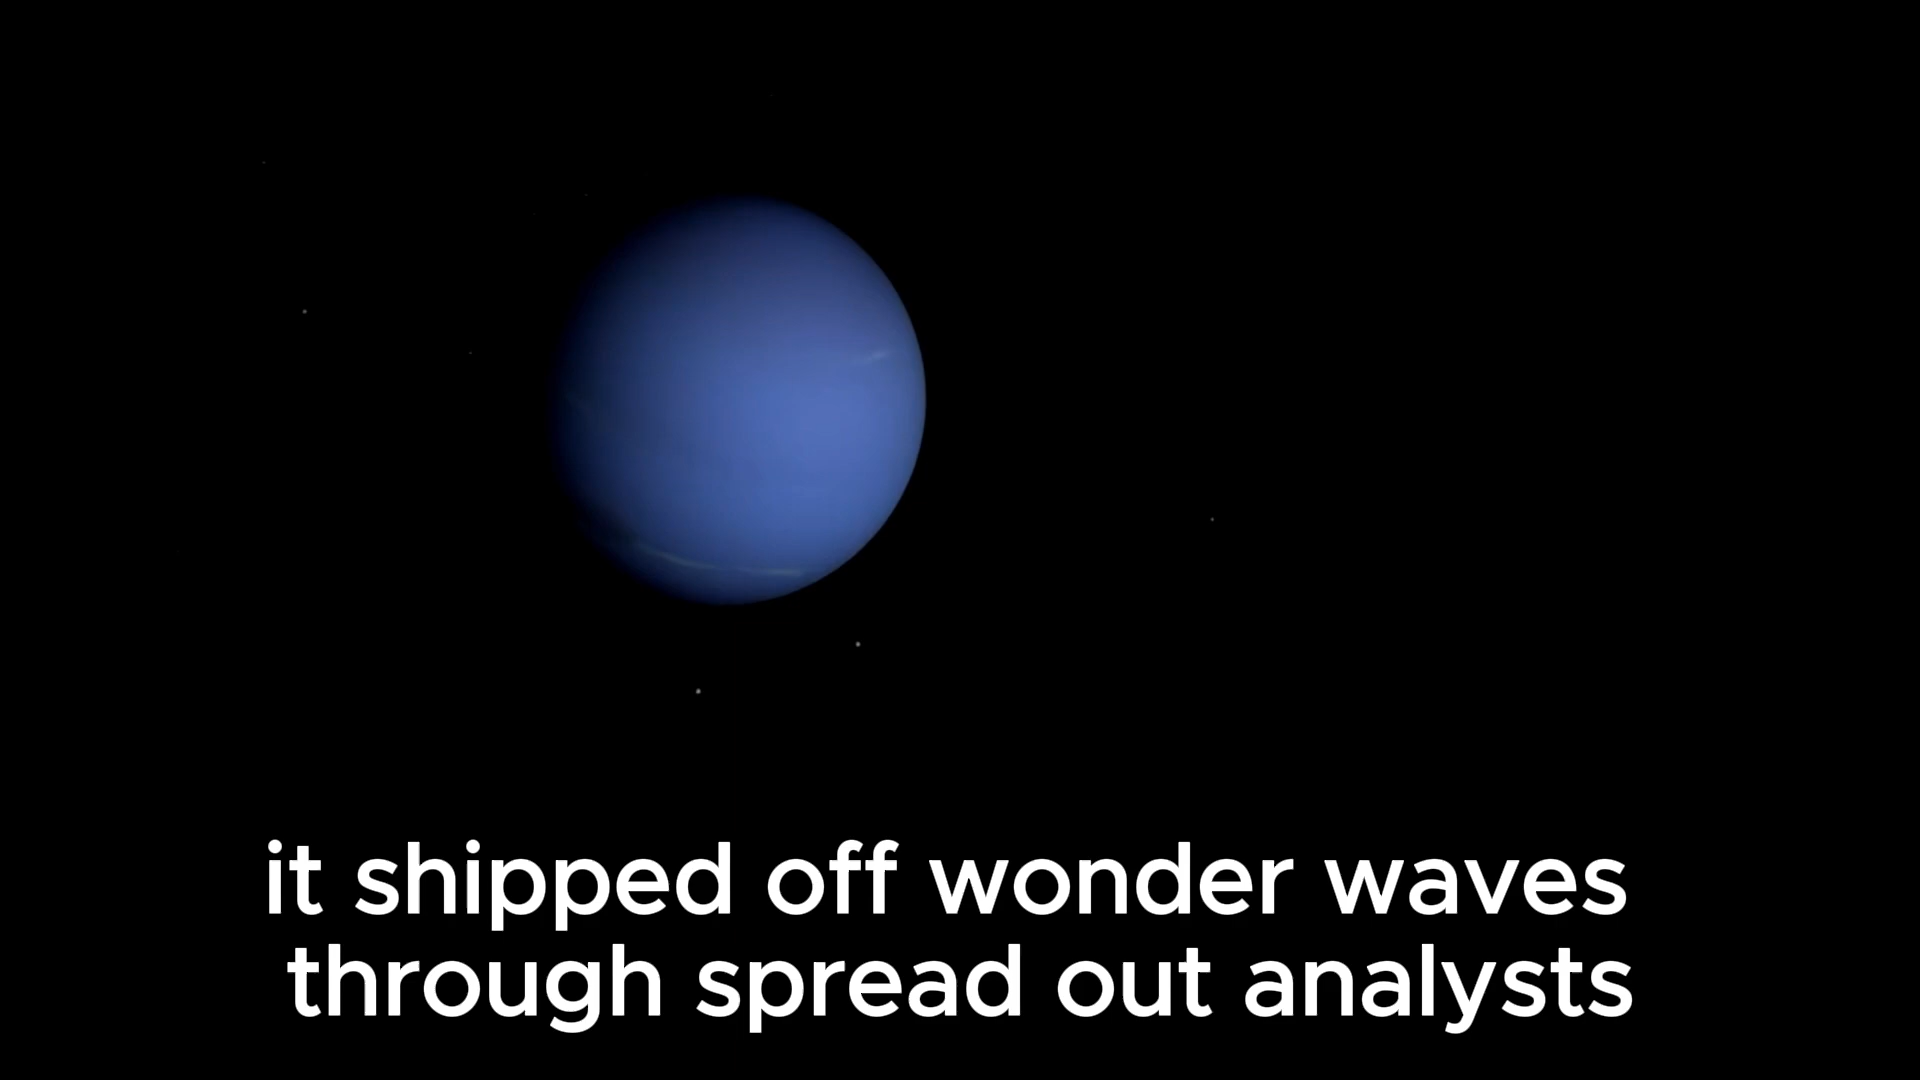 it shipped off wonder waves
through spread out analysts